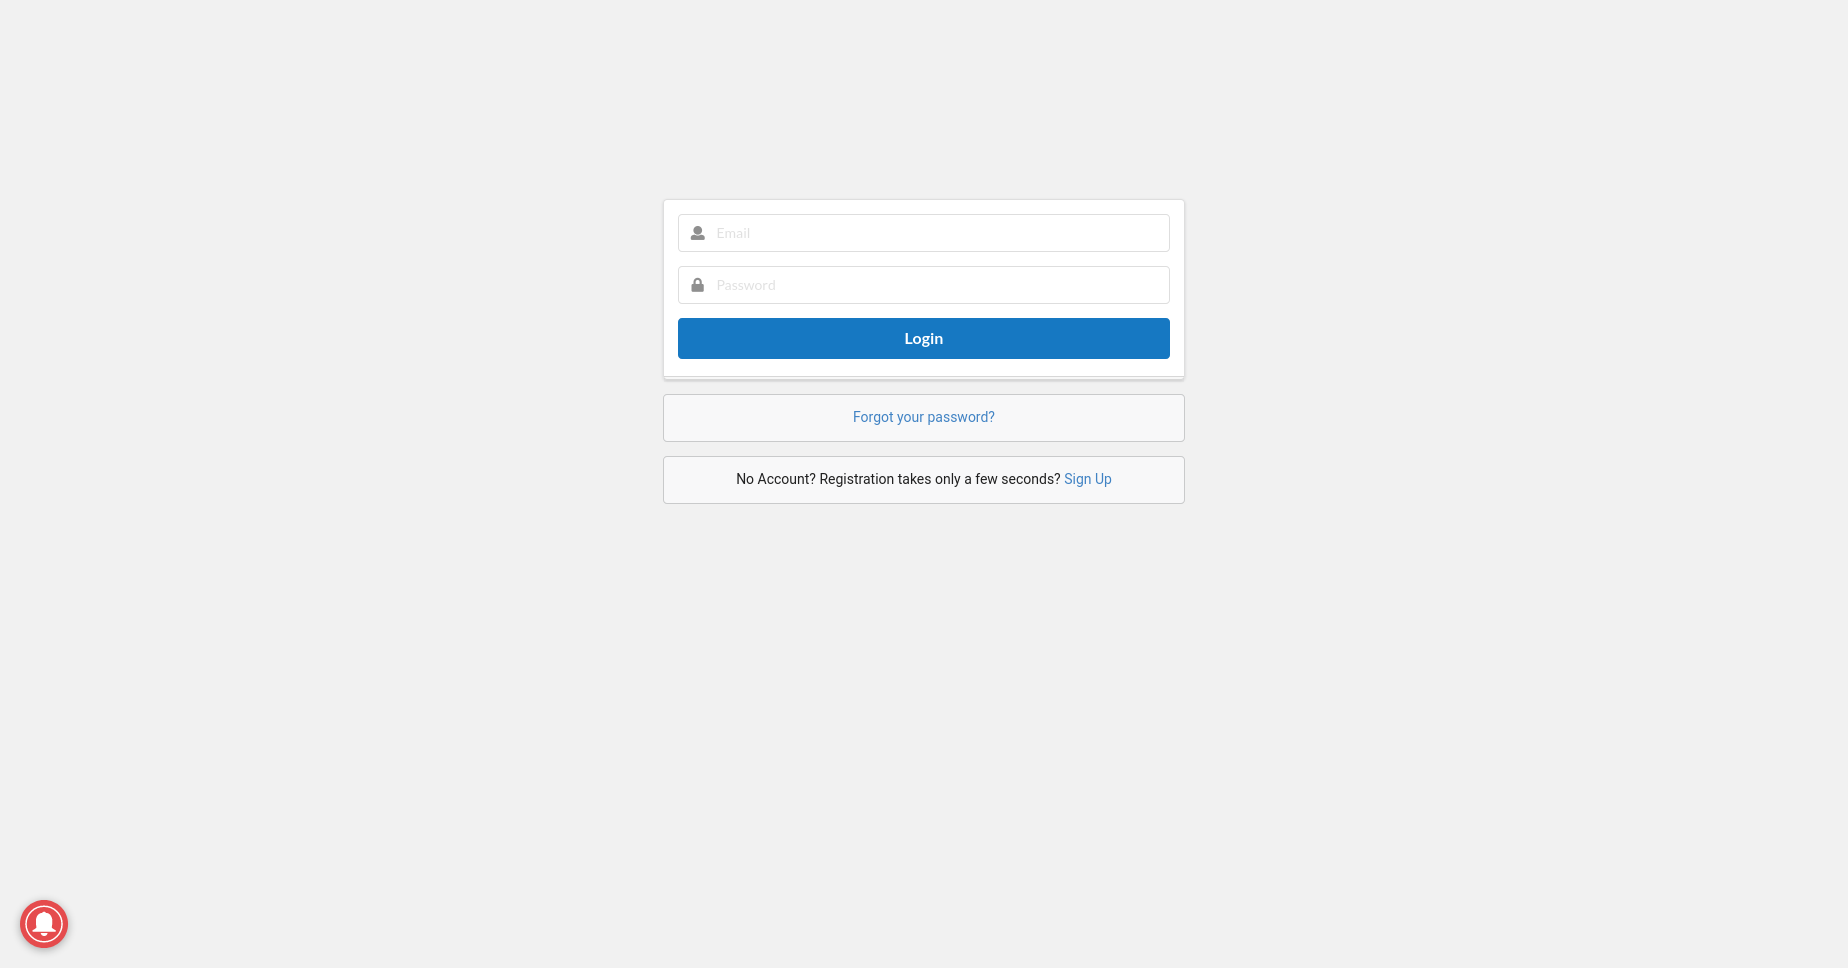 Email
Password
Login
Forgot your password?
No Account? Registration takes only a few seconds? Sign Up